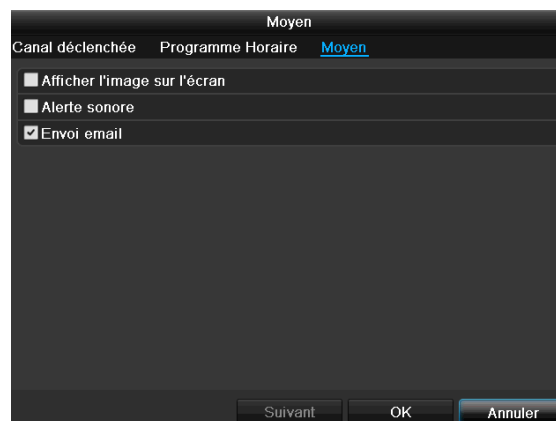 Moyen
Canal déclenchée Programme Horaire Moyen
Afficher l'image sur l'écran
Alerte sonore
Envoi email
Suivant OK Annuler